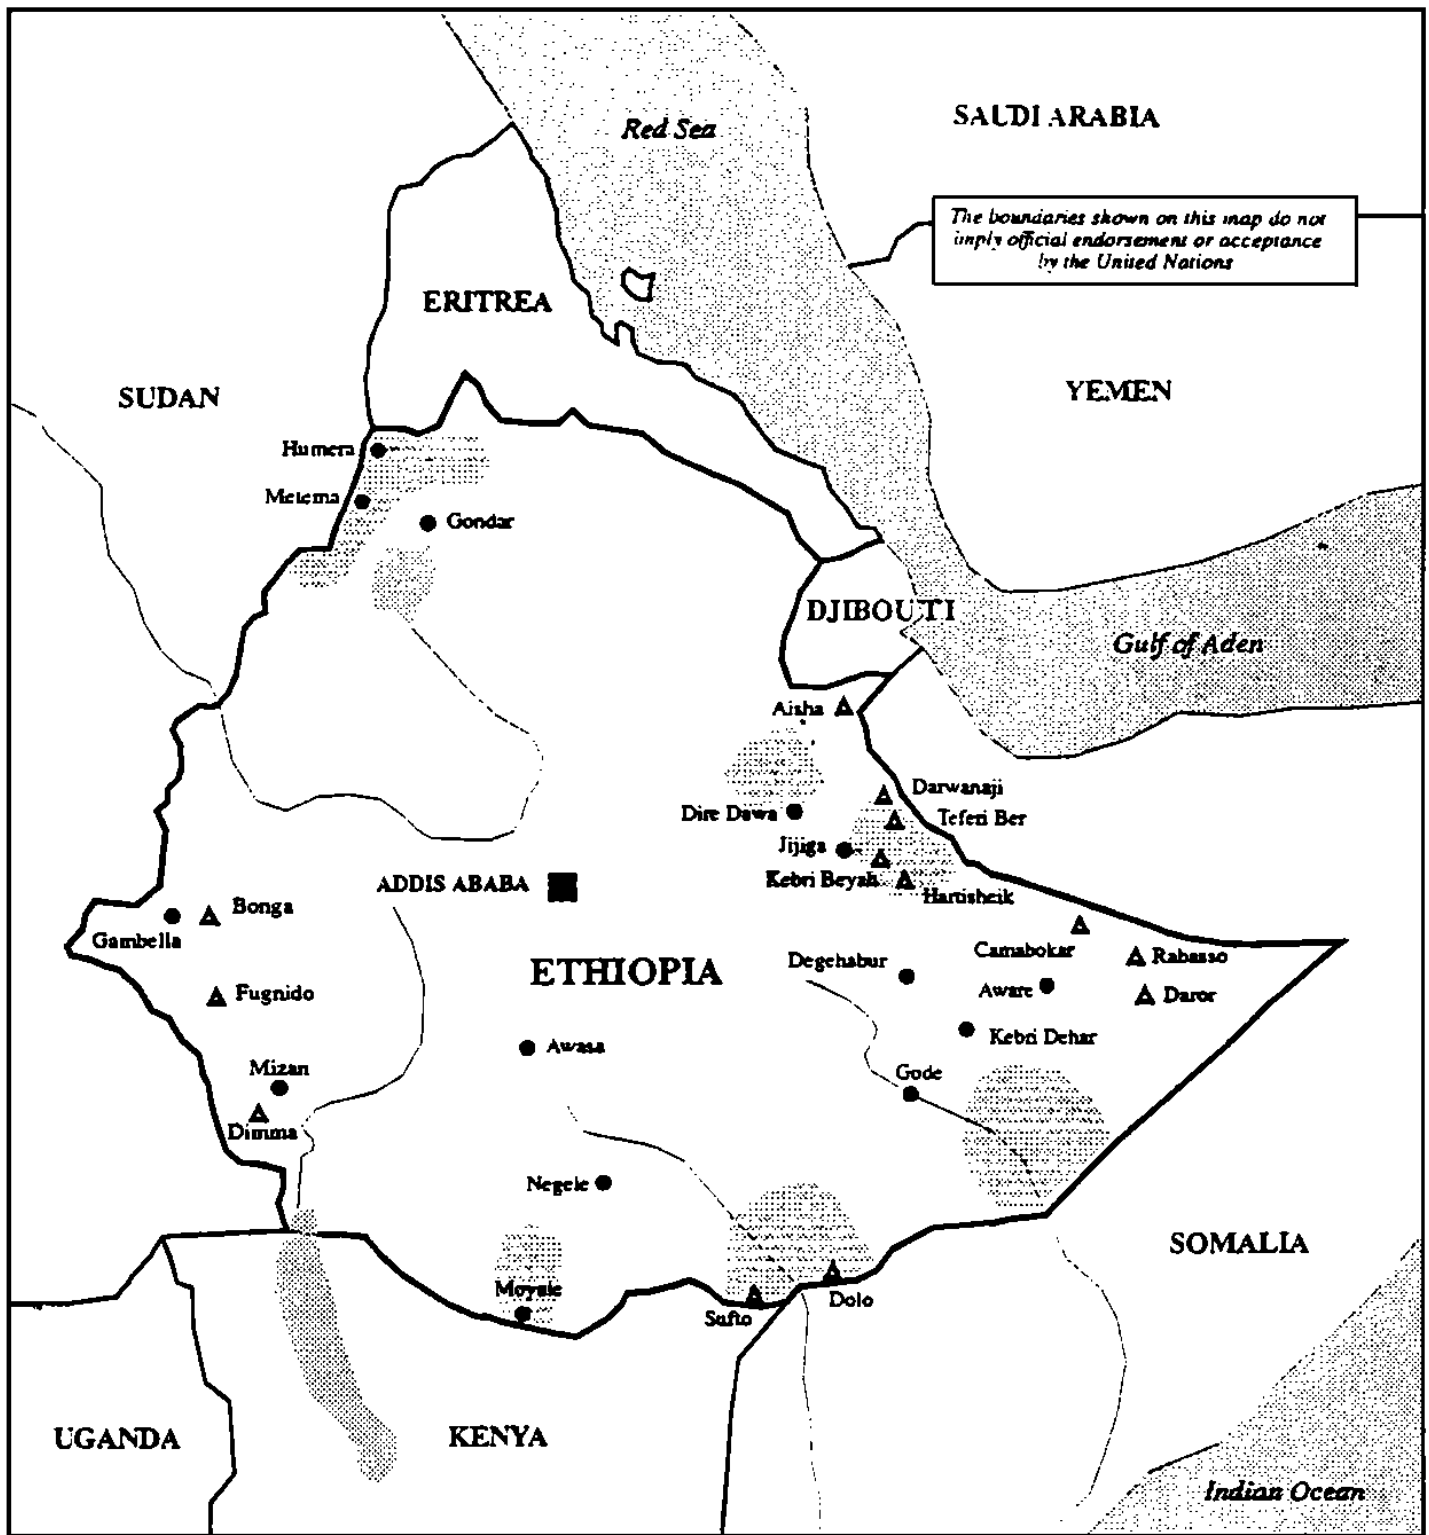 Red Sea
SAUDI ARABIA
The boundaries shown on this map do not
imply official endorsement or acceptance
by the United Nations
ERITREA
SUDAN
YEMEN
Humera
Metema
Gondar
DJIBOUTI
Gulf of Aden
Aisha
Darwanaji
Dire Dawa
Teferi Ber
Jijiga
Kebri Beyah
ADDIS ABABA
Hartisheik
Bonga
Gambella
Camabokar
Rabasso
Degehabur
ETHIOPIA
Fugnido
Aware
Daror
Kebri Dehar
Awasa
Mizan
Gode
Dimma
Negele
SOMALIA
Moyale
Dolo
Sufto
UGANDA
KENYA
Indian Ocean